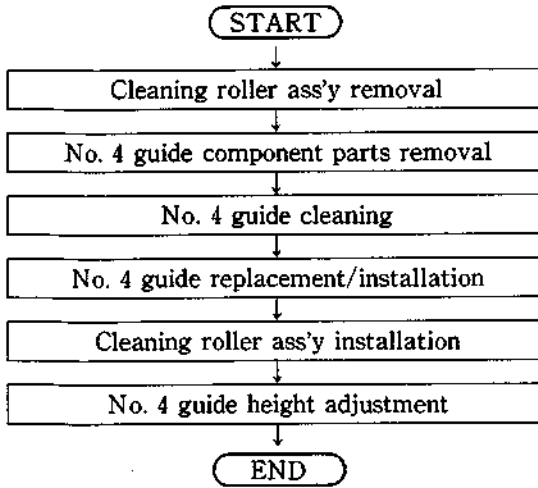 START
Cleaning roller ass'y removal
No. 4 guide component parts removal
No. 4 guide cleaning
No. 4 guide replacement/installation
Cleaning roller ass'y installation
No. 4 guide height adjustment
END